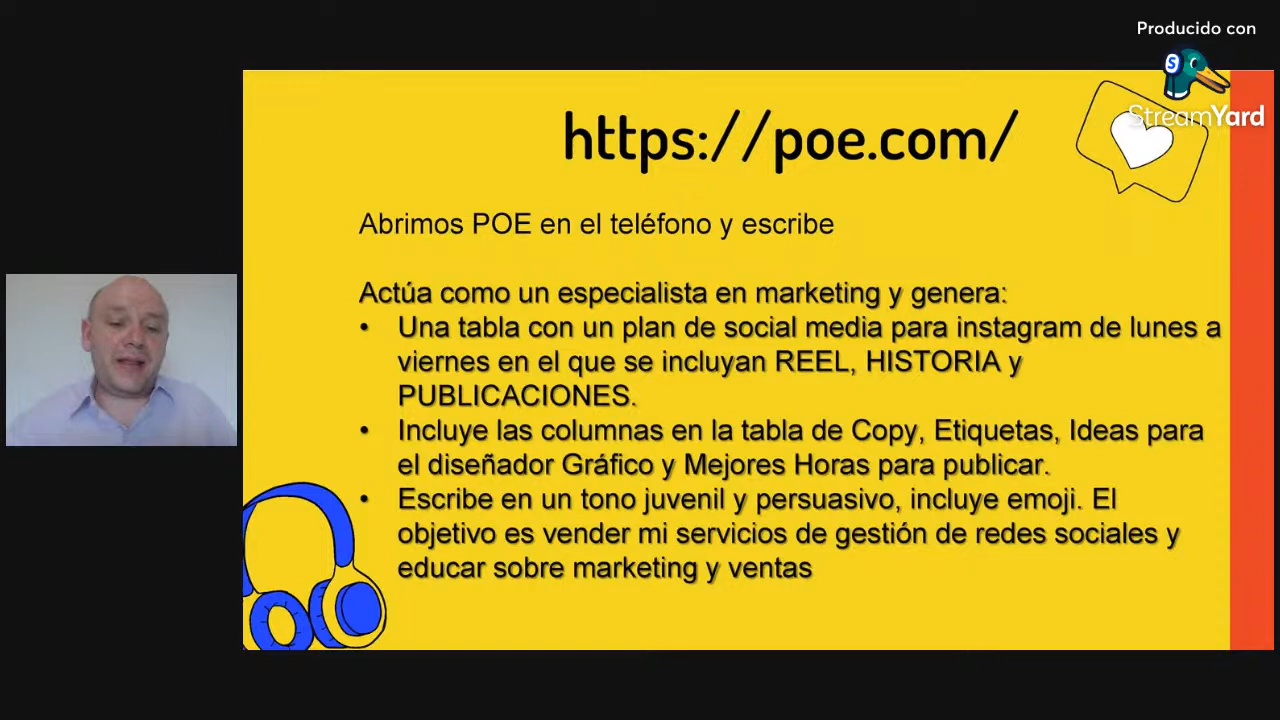 Producido con
StreamYard
https://poe.com/
Abrimos POE en el teléfono y escribe
Actúa como un especialista en marketing y genera:
• Una tabla con un plan de social media para instagram de lunes a
viernes en el que se incluyan REEL, HISTORIA y
PUBLICACIONES.
• Incluye las columnas en la tabla de Copy, Etiquetas, Ideas para
el diseñador Gráfico y Mejores Horas para publicar.
• Escribe en un tono juvenil y persuasivo, incluye emoji. El
objetivo es vender mi servicios de gestión de redes sociales y
educar sobre marketing y ventas